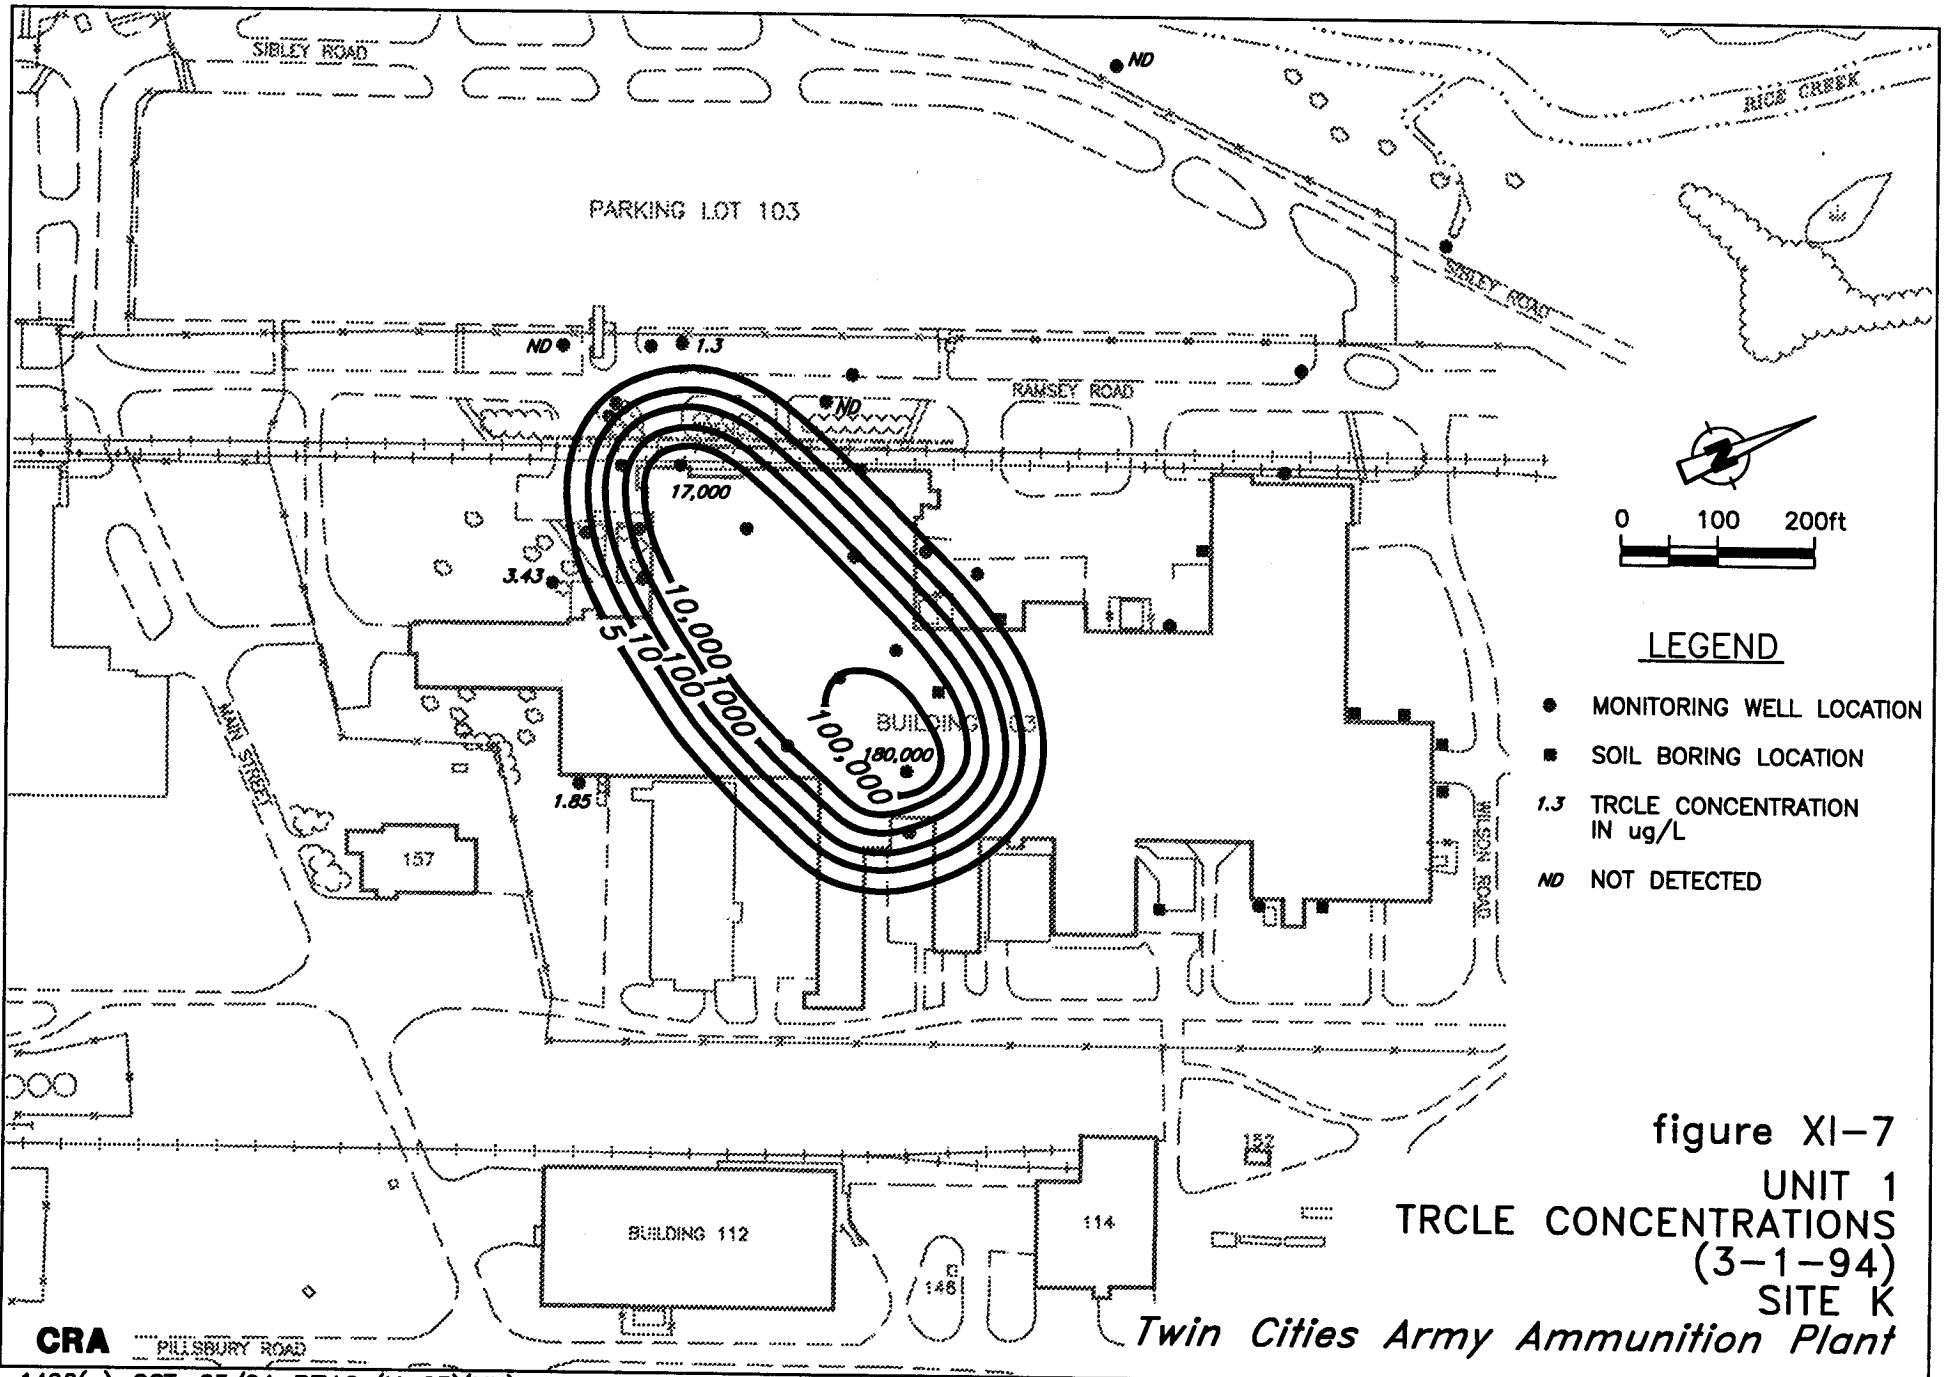 SIBLEY ROAD
ND
RICE CREEK
PARKING LOT 103
SIBLEY ROAD
ND
1.3
RAMSEY ROAD
ND
17,000
N
0 100 200ft
3.43
LEGEND
MONITORING WELL LOCATION
SOIL BORING LOCATION
1.3 TRCLE CONCENTRATION
IN ug/L
ND NOT DETECTED
5
10
100
1000
10,000
100,000
BUILDING 103
180,000
MAIN STREET
1.85
157
WILSON ROAD
132
BUILDING 112
114
146
figure XI-7
UNIT 1
TRCLE CONCENTRATIONS
(3-1-94)
SITE K
Twin Cities Army Ammunition Plant
CRA
PILLSBURY ROAD